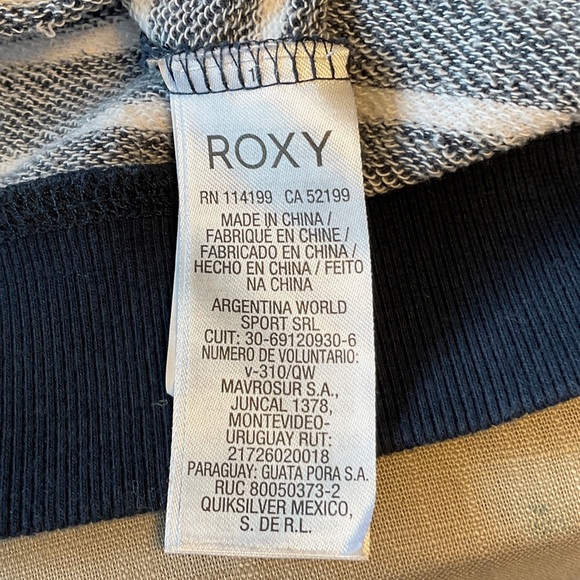 ROXY
RN 114199 CA 52199
MADE IN CHINA /
FABRIQUÉ EN CHINE /
FABRICADO EN CHINA /
HECHO EN CHINA / FEITO
NA CHINA
ARGENTINA WORLD
SPORT SRL
CUIT: 30-69120930-6
NUMERO DE VOLUNTARIO:
v-310/QW
MAVROSUR S.A.,
JUNCAL 1378,
MONTEVIDEO-
URUGUAY RUT:
21726020018
PARAGUAY: GUATA PORA S.A.
RUC 80050373-2
QUIKSILVER MEXICO,
S. DE R.L.